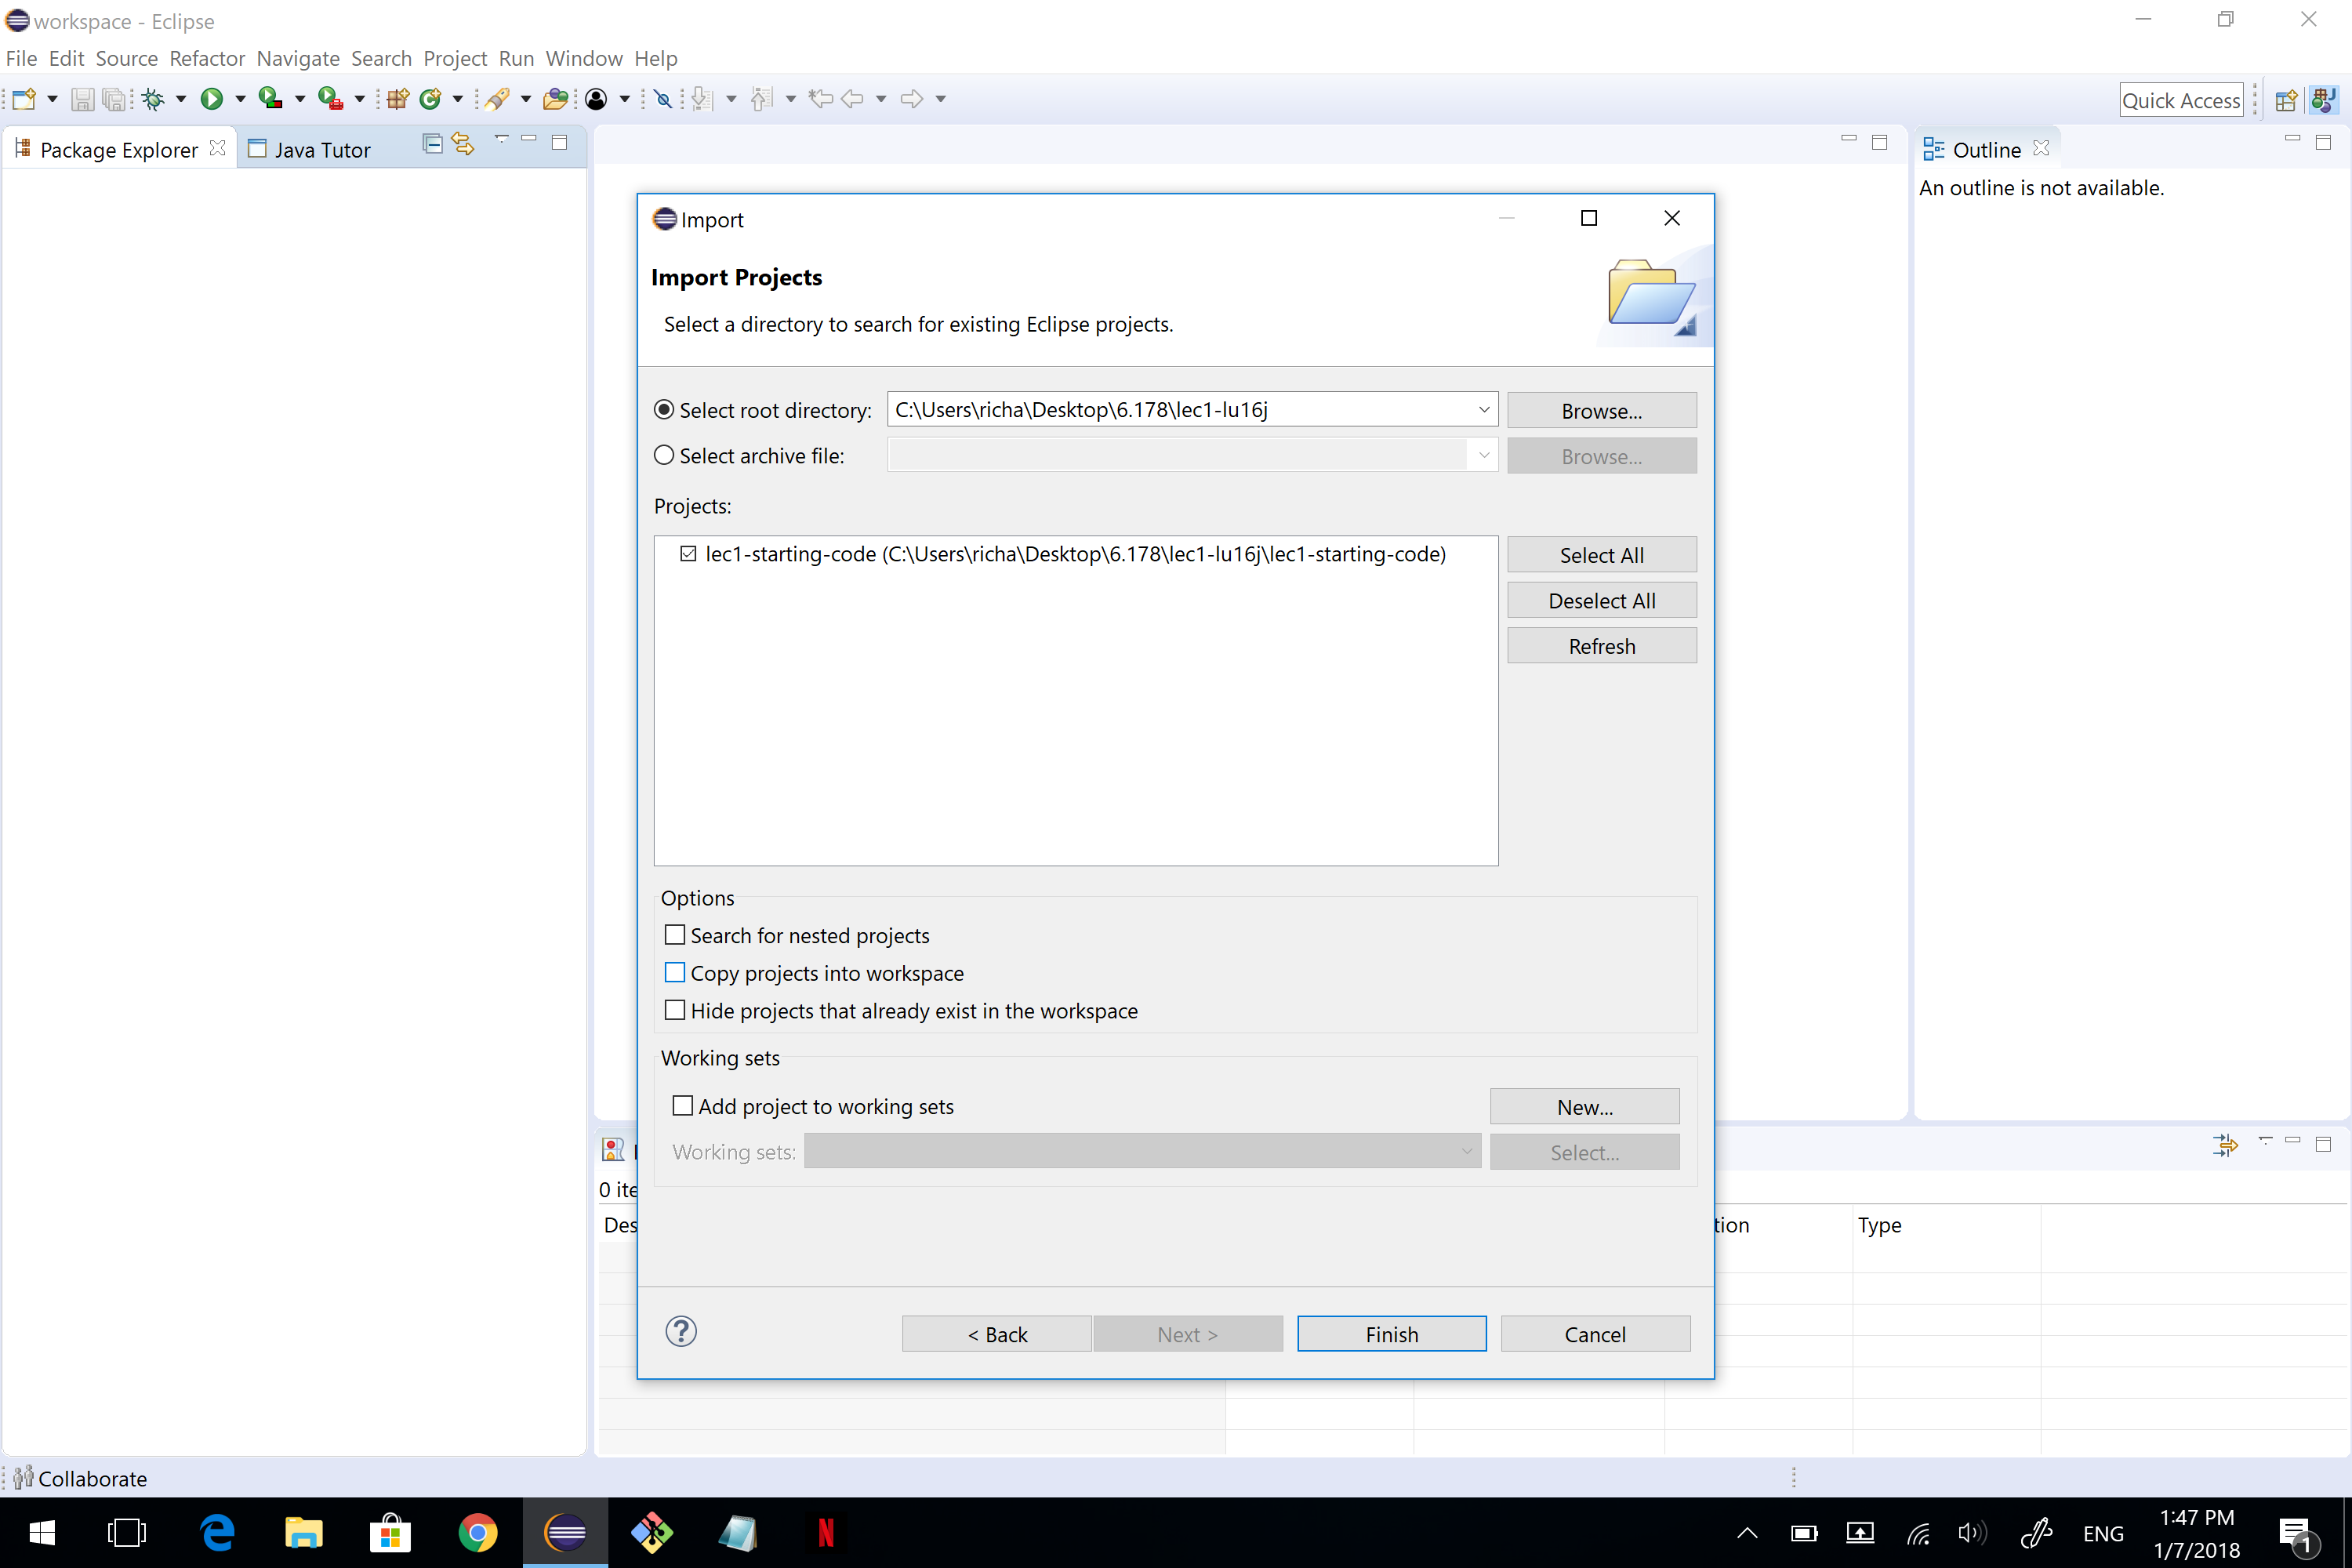 workspace - Eclipse
File Edit Source Refactor Navigate Search Project Run Window Help
Quick Access
Package Explorer
Java Tutor
Outline
An outline is not available.
Import
Import Projects
Select a directory to search for existing Eclipse projects.
Select root directory: C:\Users\richa\Desktop\6.178\lec1-lu16j Browse...
Select archive file: Browse...
Projects:
lec1-starting-code (C:\Users\richa\Desktop\6.178\lec1-lu16j\lec1-starting-code)
Select All
Deselect All
Refresh
Options
Search for nested projects
Copy projects into workspace
Hide projects that already exist in the workspace
Working sets
Add project to working sets New...
Working sets: Select...
0 ite
Des tion Type
< Back Next > Finish Cancel
Collaborate
ENG
1:47 PM
1/7/2018
1